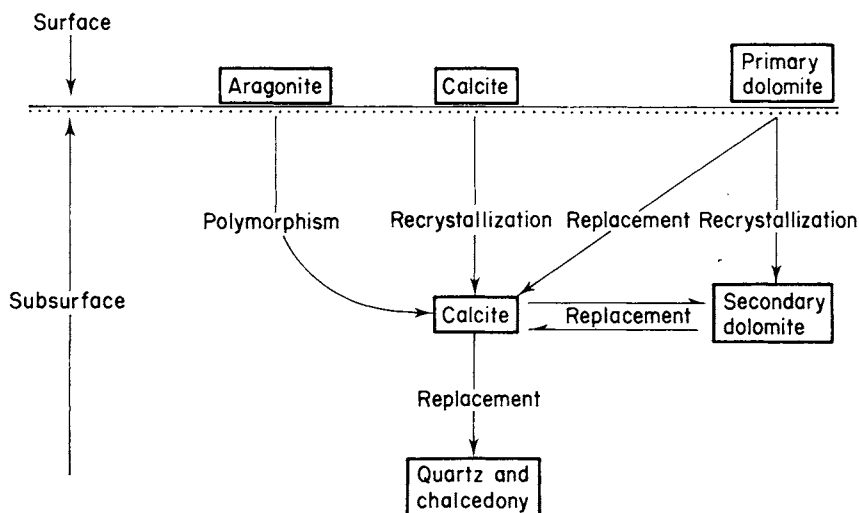 Surface
Aragonite
Calcite
Primary
dolomite
Polymorphism
Recrystallization
Replacement
Recrystallization
Subsurface
Calcite
Replacement
Secondary
dolomite
Replacement
Quartz and
chalcedony